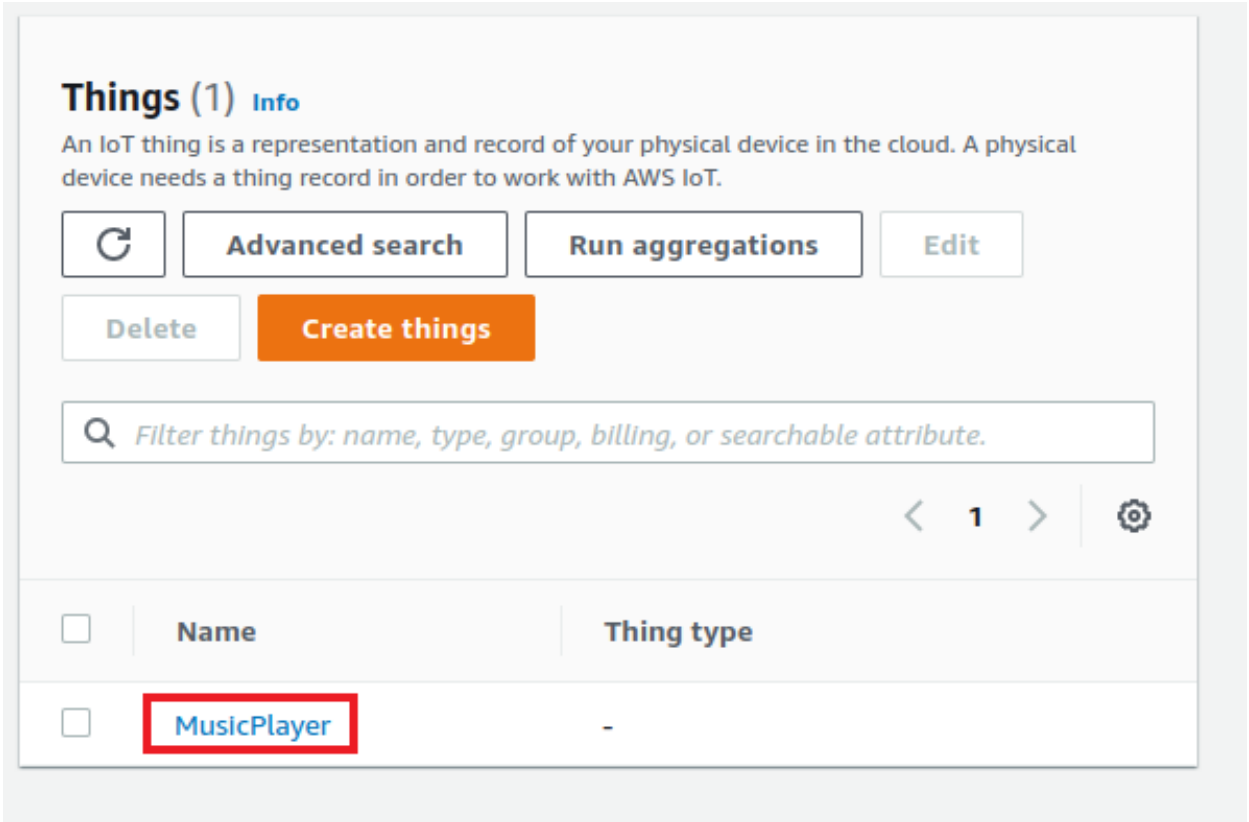 Things (1) Info
An IoT thing is a representation and record of your physical device in the cloud. A physical
device needs a thing record in order to work with AWS IoT.
Advanced search Run aggregations Edit
Delete Create things
Filter things by: name, type, group, billing, or searchable attribute.
1
Name Thing type
MusicPlayer -